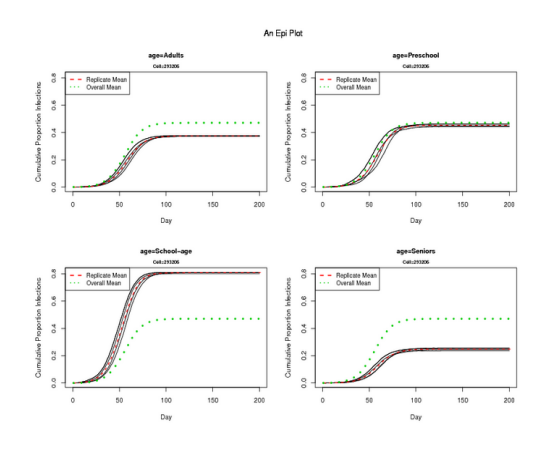 An Epi Plot
age=Adults
Cell=293206
Replicate Mean
Overall Mean
Cumulative Proportion Infections
0.0 0.2 0.4 0.6 0.8
0 50 100 150 200
Day
age=Preschool
Cell=293206
Replicate Mean
Overall Mean
Cumulative Proportion Infections
0.0 0.2 0.4 0.6 0.8
0 50 100 150 200
Day
age=School-age
Cell=293206
Replicate Mean
Overall Mean
Cumulative Proportion Infections
0.0 0.2 0.4 0.6 0.8
0 50 100 150 200
Day
age=Seniors
Cell=293206
Replicate Mean
Overall Mean
Cumulative Proportion Infections
0.0 0.2 0.4 0.6 0.8
0 50 100 150 200
Day